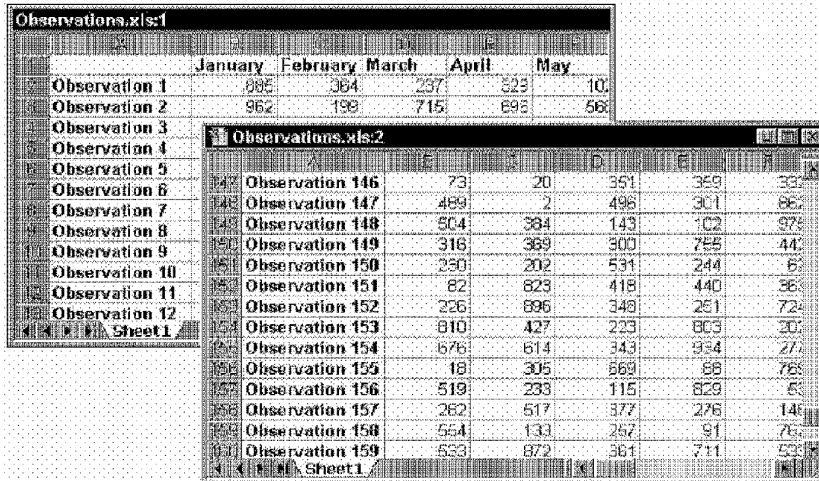 Observations.xls:1
January February March April May
Observation 1 364 237
Observation 2 962 199 715
Observation 3
Observation 4
Observation 5
Observation 6
Observation 7
Observation 8
Observation 9
Observation 10
Observation 11
Observation 12
Sheet1
Observations.xls:2
Observation 146 73 20 351 359
Observation 147 489 2 496 301
Observation 148 504 384 143 102
Observation 149 316 369 300 755
Observation 150 230 202 531 244
Observation 151 82 823 418 440
Observation 152 226 896 348 251
Observation 153 810 427 223 803
Observation 154 676 614 343 934
Observation 155 18 305 669 88
Observation 156 519 233 115 829
Observation 157 262 517 377 276
Observation 158 554 133 257 91
Observation 159 533 872 361 711
Sheet1